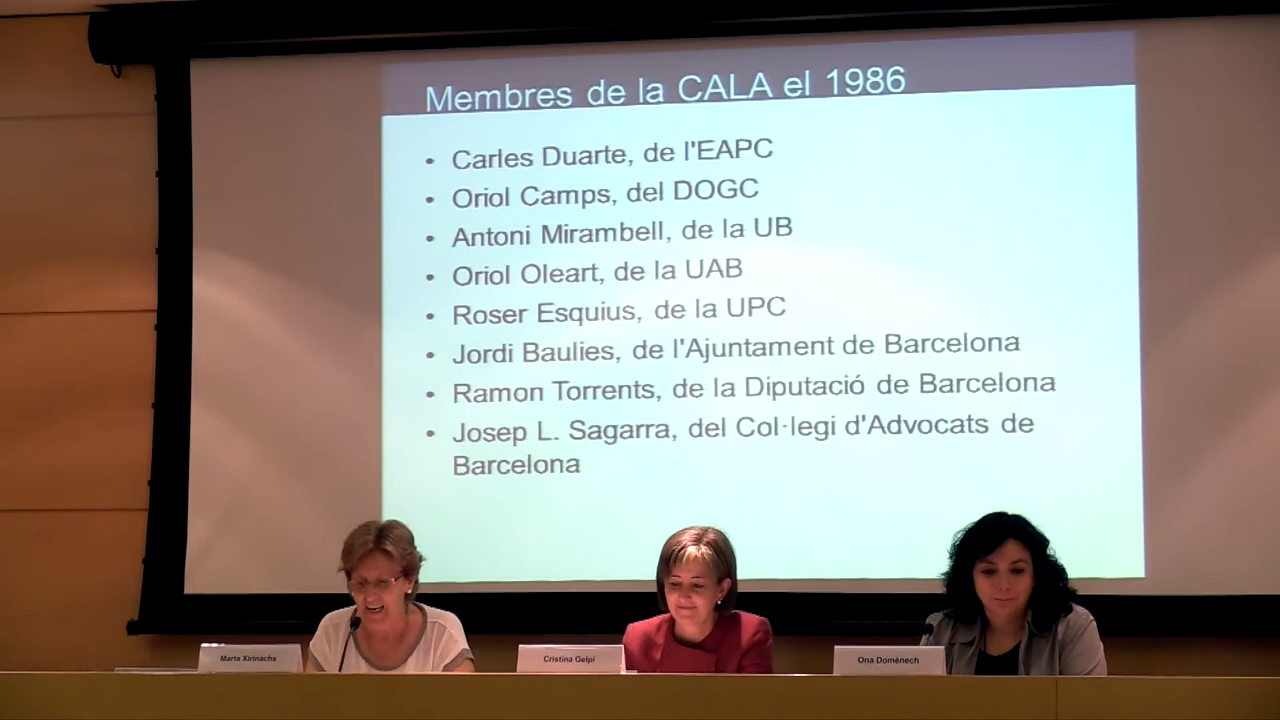 Membres de la CALA el 1986
• Carles Duarte, de l'EAPC
• Oriol Camps, del DOGC
• Antoni Mirambell, de la UB
• Oriol Oleart, de la UAB
• Roser Esquius, de la UPC
• Jordi Baulies, de l'Ajuntament de Barcelona
• Ramon Torrents, de la Diputació de Barcelona
• Josep L. Sagarra, del Col·legi d'Advocats de
Barcelona
Marta Xirinachs
Cristina Gelpí
Ona Domènech